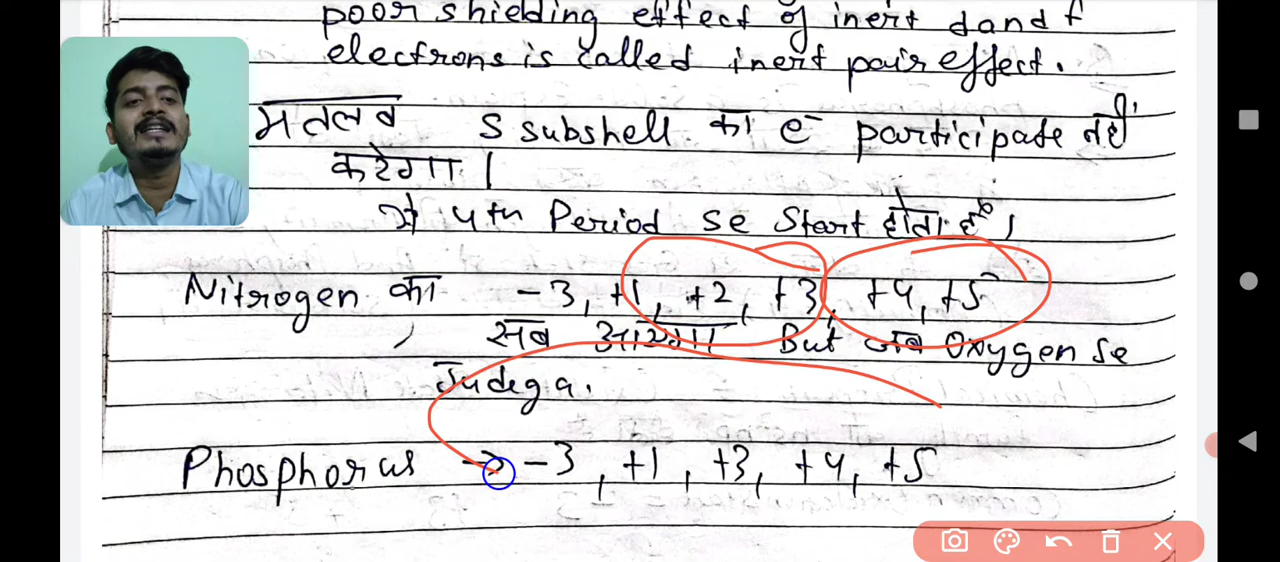 poor shielding effect of inert d and f
electrons is called inert pair effect.
मतलब S subshell का e⁻ participate नही
करेगा।
ये 4th Period se start होता है।
Nitrogen का -3, +1, +2, +3, +4, +5
सब आयेगा But जब oxygen se
Judega.
Phosphorus → -3, +1, +3, +4, +5